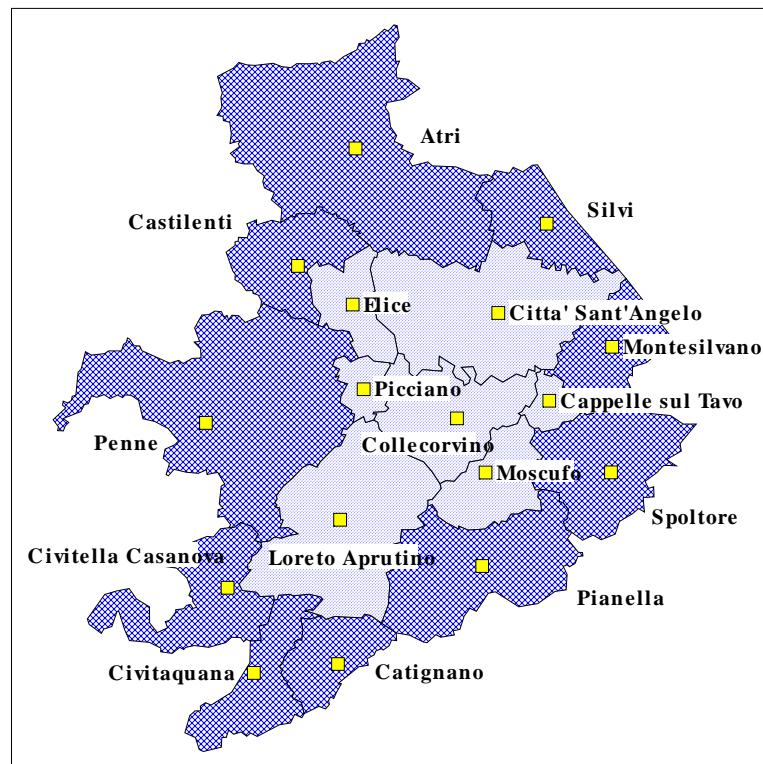 Atri
Silvi
Castilenti
Elice
Citta' Sant'Angelo
Montesilvano
Picciano
Cappelle sul Tavo
Penne
Collecorvino
Moscufo
Spoltore
Civitella Casanova
Loreto Aprutino
Pianella
Civitaquana
Catignano